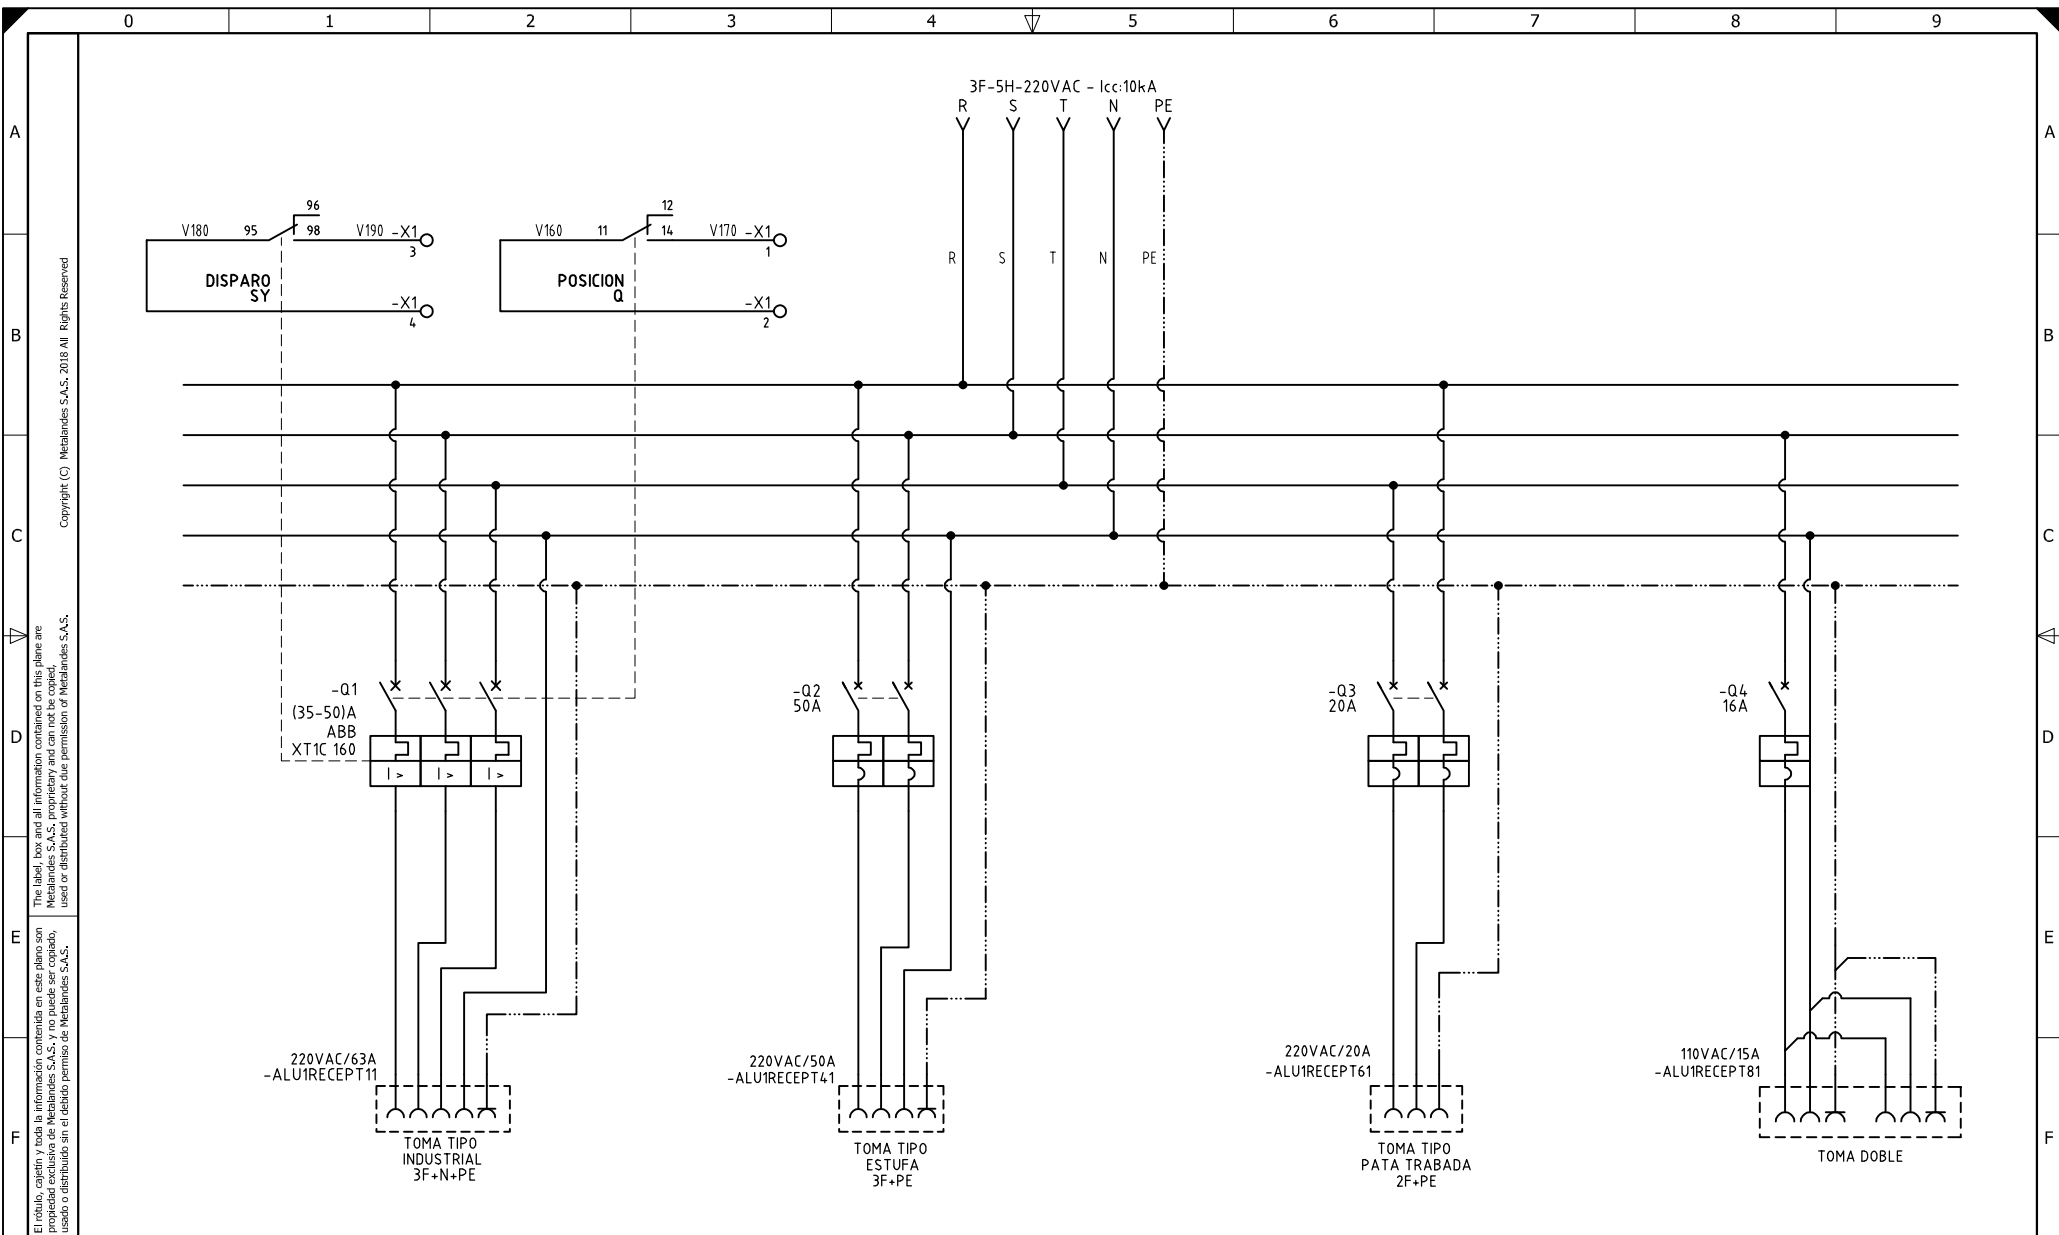 0 1 2 3 4 5 6 7 8 9
3F-5H-220VAC - Icc:10kA
R S T N PE
A A
96
V180 95 98 V190 -X1
3
DISPARO
SY
-X1
4
12
V160 11 14 V170 -X1
1
POSICION
Q
-X1
2
R S T N PE
B B
C C
-Q1
(35-50)A
ABB
XT1C 160
I > I > I >
-Q2
50A
-Q3
20A
-Q4
16A
D D
E E
220VAC/63A
-ALU1RECEPT11
220VAC/50A
-ALU1RECEPT41
220VAC/20A
-ALU1RECEPT61
110VAC/15A
-ALU1RECEPT81
F F
TOMA TIPO
INDUSTRIAL
3F+N+PE
TOMA TIPO
ESTUFA
3F+PE
TOMA TIPO
PATA TRABADA
2F+PE
TOMA DOBLE
Copyright (C) Metalandes S.A.S. 2018 All Rights Reserved
The label, box and all information contained on this plane are
Metalandes S.A.S. proprietary and can not be copied,
used or distributed without due permission of Metalandes S.A.S.
El rótulo, cajetín y toda la información contenida en este plano son
propiedad exclusiva de Metalandes S.A.S. y no puede ser copiado,
usado o distribuido sin el debido permiso de Metalandes S.A.S.